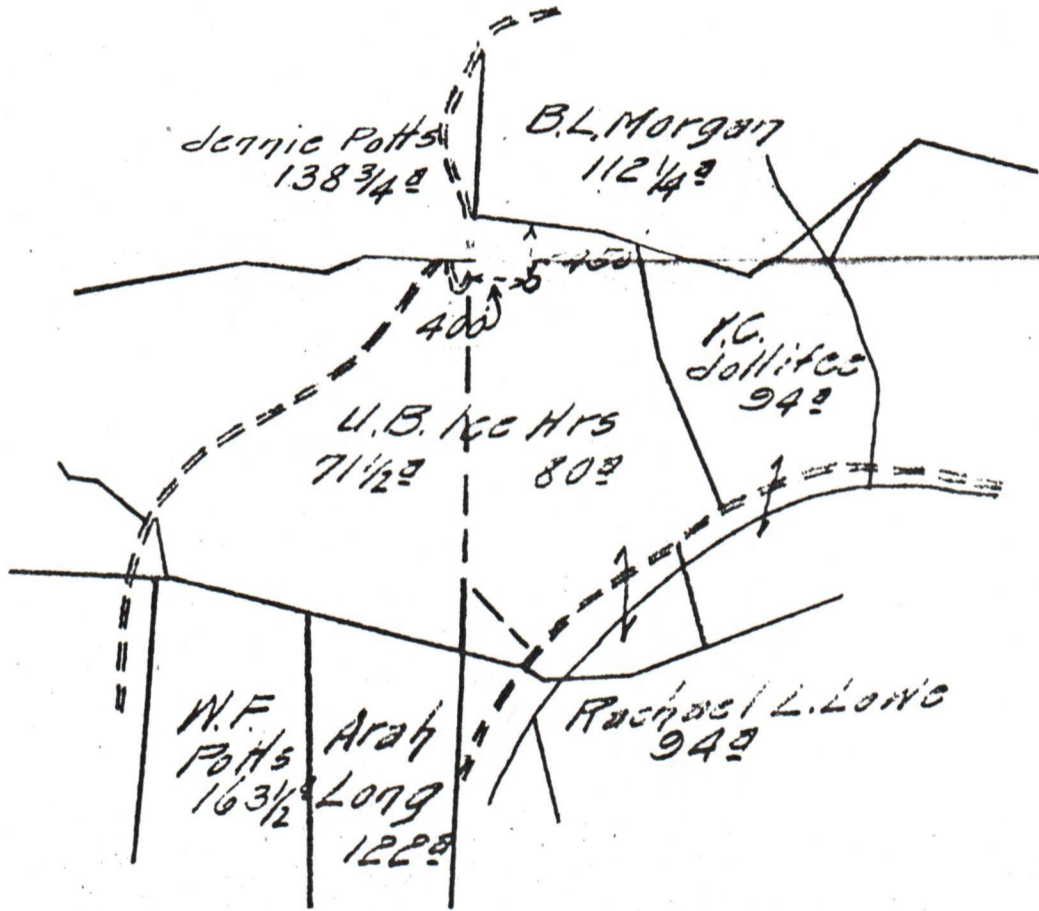 Jennie Potts
138 3/4 a
B.L. Morgan
112 1/4 a
450
400'
Y.C.
Jolliffe
94 a
U.B. Ice Hrs
71 1/2 a
80 a
W.F.
Potts
163 1/2 a
Arah
Long
122 a
Rachael L. Lowe
94 a